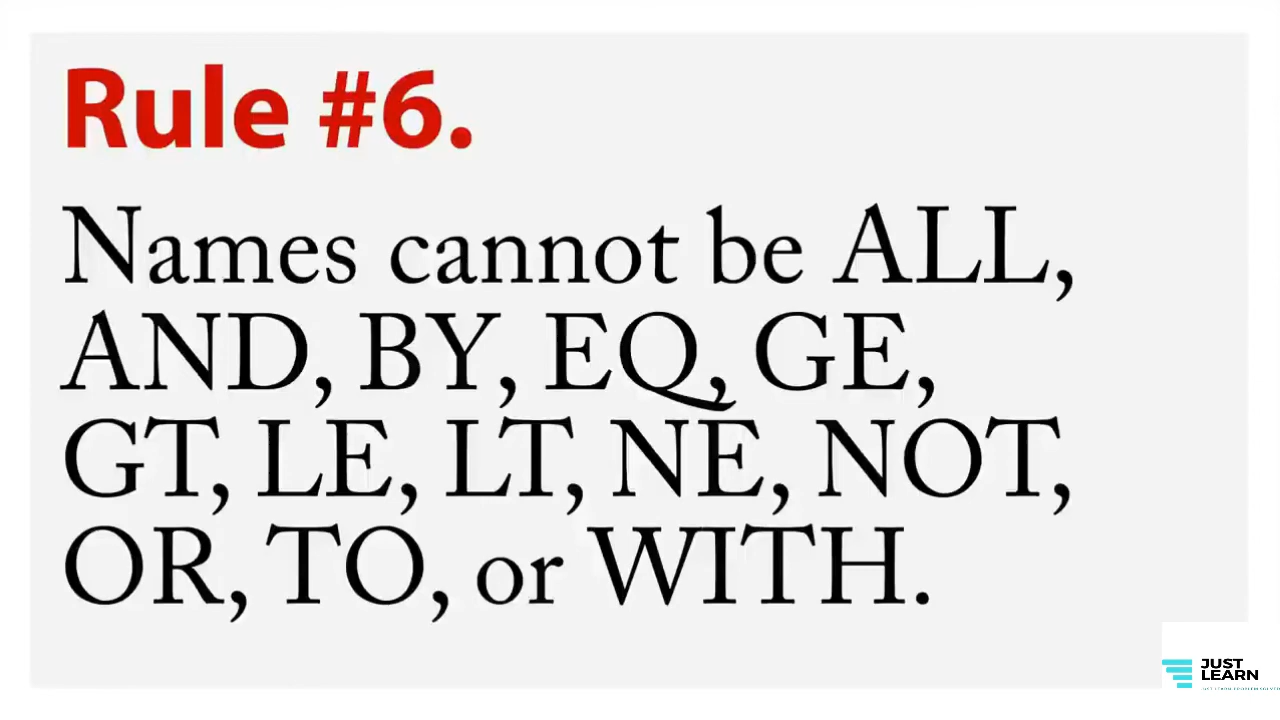 Rule #6.
Names cannot be ALL,
AND, BY, EQ, GE,
GT, LE, LT, NE, NOT,
OR, TO, or WITH.
JUST
LEARN